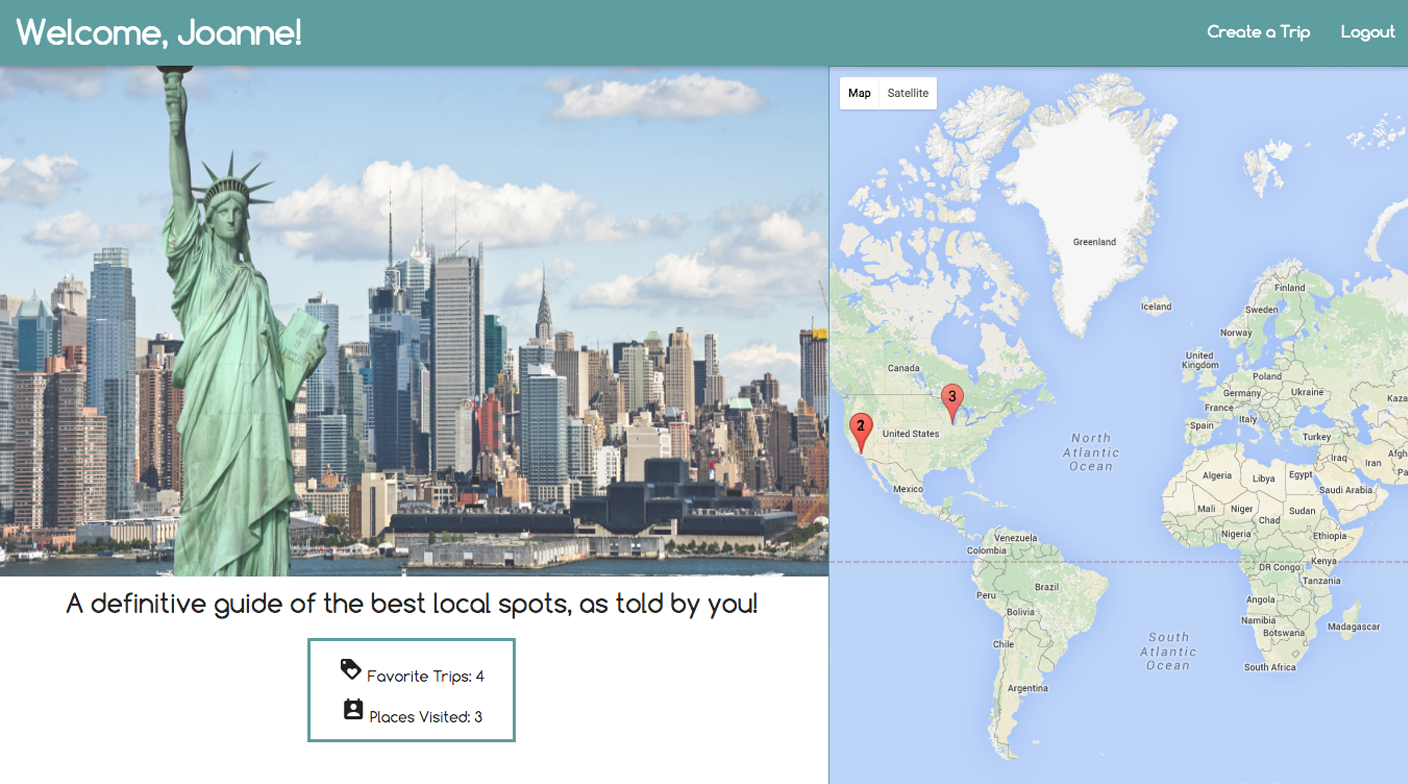 Welcome, Joanne!
Create a Trip
Logout
A definitive guide of the best local spots, as told by you!
Favorite Trips: 4
Places Visited: 3
Map
Satellite
Greenland
Iceland
Finland
Sweden
Norway
United
Kingdom
Canada
Poland
Germany
Ukraine
France
Kaza
3
2
United States
Italy
Spain
Turkey
North
Atlantic
Ocean
Iraq
Iran
Afgh
Algeria
Libya
Egypt
Pa
Saudi Arabia
Mexico
Mali
Niger
Sudan
Chad
Nigeria
Ethiopia
Venezuela
Colombia
Kenya
DR Congo
Tanzania
Brazil
Peru
Angola
Bolivia
Namibia
Madagascar
Botswana
South
Atlantic
Ocean
Chile
South Africa
Argentina